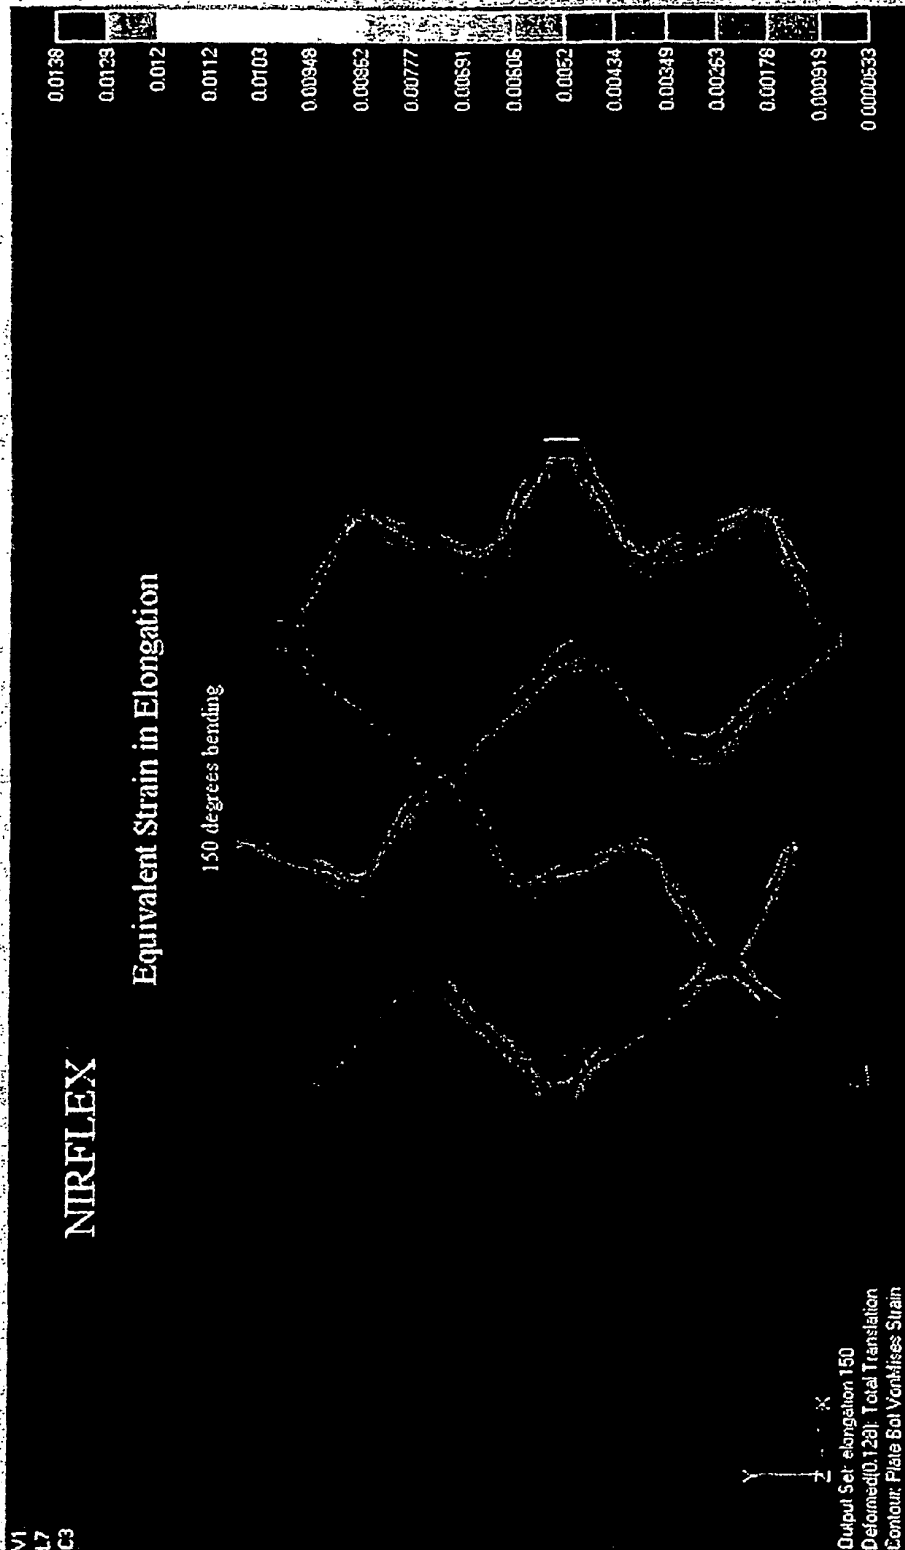 V1
L7
C3
NIRFLEX
Equivalent Strain in Elongation
150 degrees bending
0.0138
0.0129
0.012
0.0112
0.0103
0.00948
0.00862
0.00777
0.00691
0.00606
0.0052
0.00434
0.00349
0.00263
0.00178
0.000919
0.0000633
Y
Z X
Output Set: elongation 150
Deformed(0.128): Total Translation
Contour: Plate Bot VonMises Strain